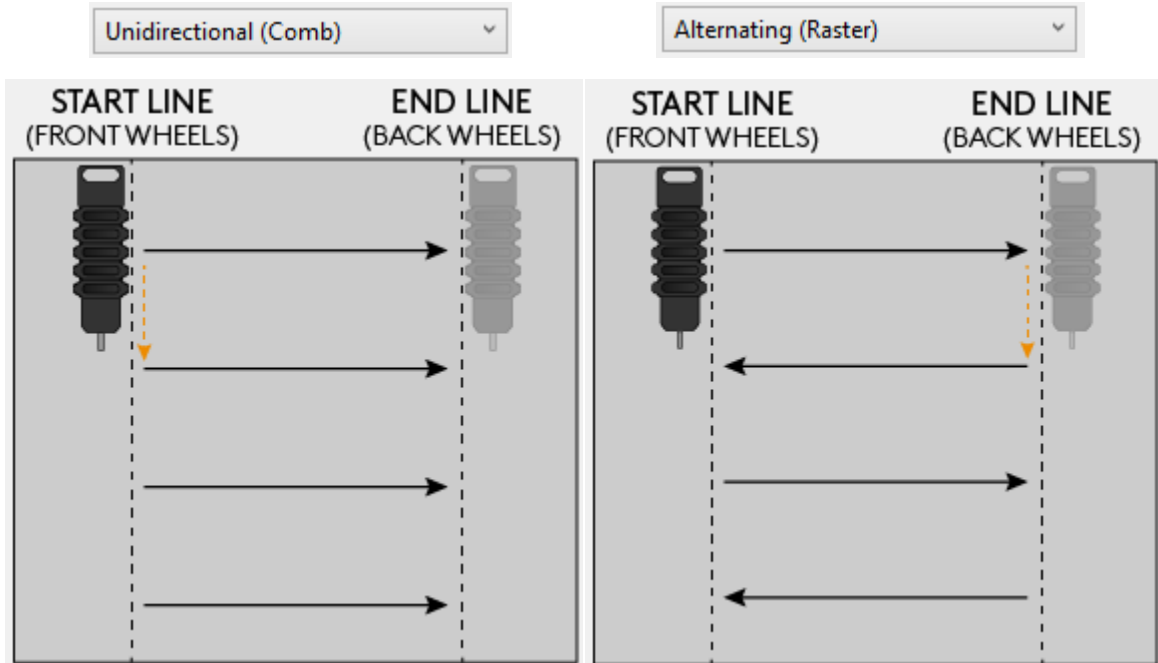 Unidirectional (Comb)
Alternating (Raster)
START LINE
(FRONT WHEELS)
END LINE
(BACK WHEELS)
START LINE
(FRONT WHEELS)
END LINE
(BACK WHEELS)